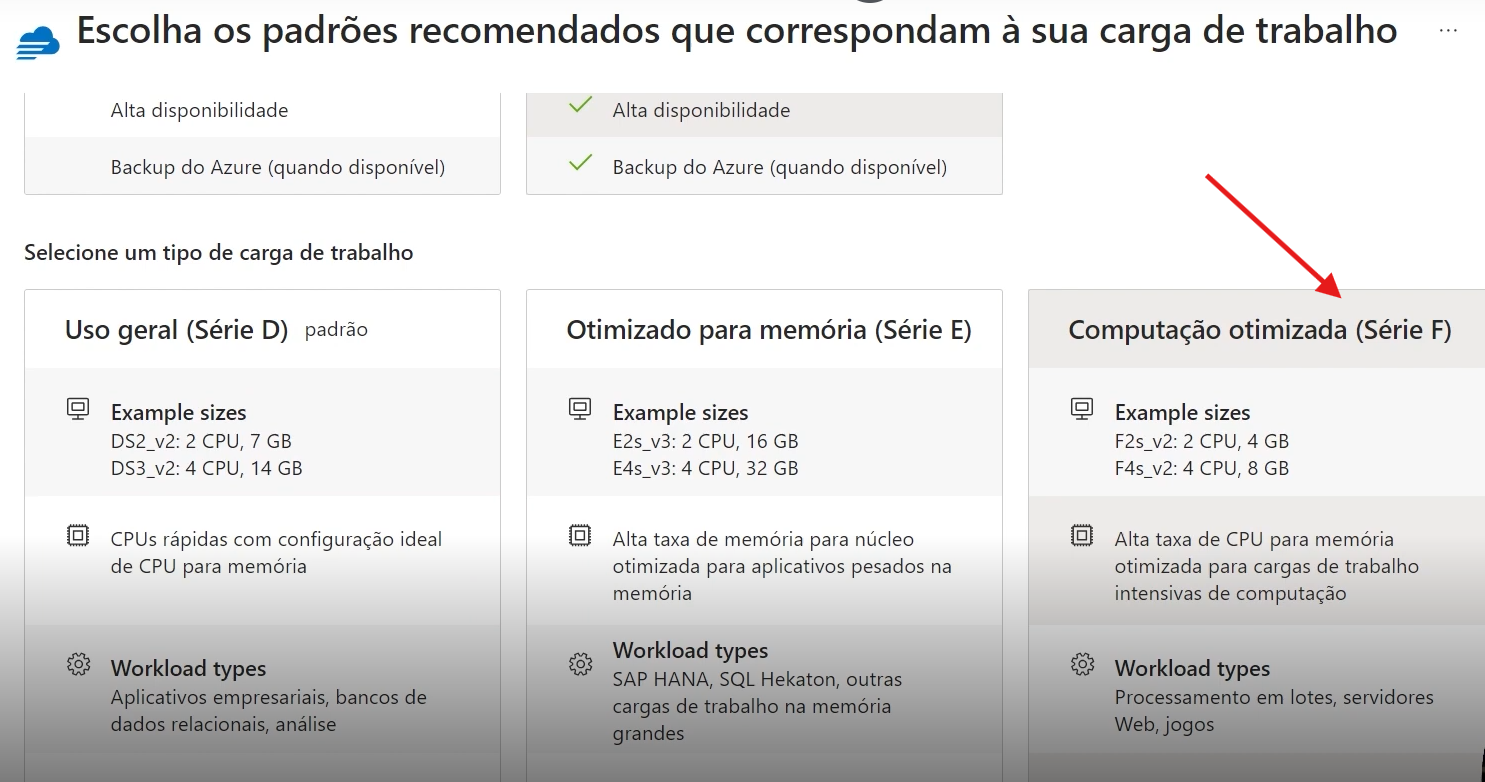 Escolha os padrões recomendados que correspondam à sua carga de trabalho ...
Alta disponibilidade
Backup do Azure (quando disponível)
Alta disponibilidade
Backup do Azure (quando disponível)
Selecione um tipo de carga de trabalho
Uso geral (Série D) padrão
Example sizes
DS2_v2: 2 CPU, 7 GB
DS3_v2: 4 CPU, 14 GB
CPUs rápidas com configuração ideal
de CPU para memória
Workload types
Aplicativos empresariais, bancos de
dados relacionais, análise
Otimizado para memória (Série E)
Example sizes
E2s_v3: 2 CPU, 16 GB
E4s_v3: 4 CPU, 32 GB
Alta taxa de memória para núcleo
otimizada para aplicativos pesados na
memória
Workload types
SAP HANA, SQL Hekaton, outras
cargas de trabalho na memória
grandes
Computação otimizada (Série F)
Example sizes
F2s_v2: 2 CPU, 4 GB
F4s_v2: 4 CPU, 8 GB
Alta taxa de CPU para memória
otimizada para cargas de trabalho
intensivas de computação
Workload types
Processamento em lotes, servidores
Web, jogos